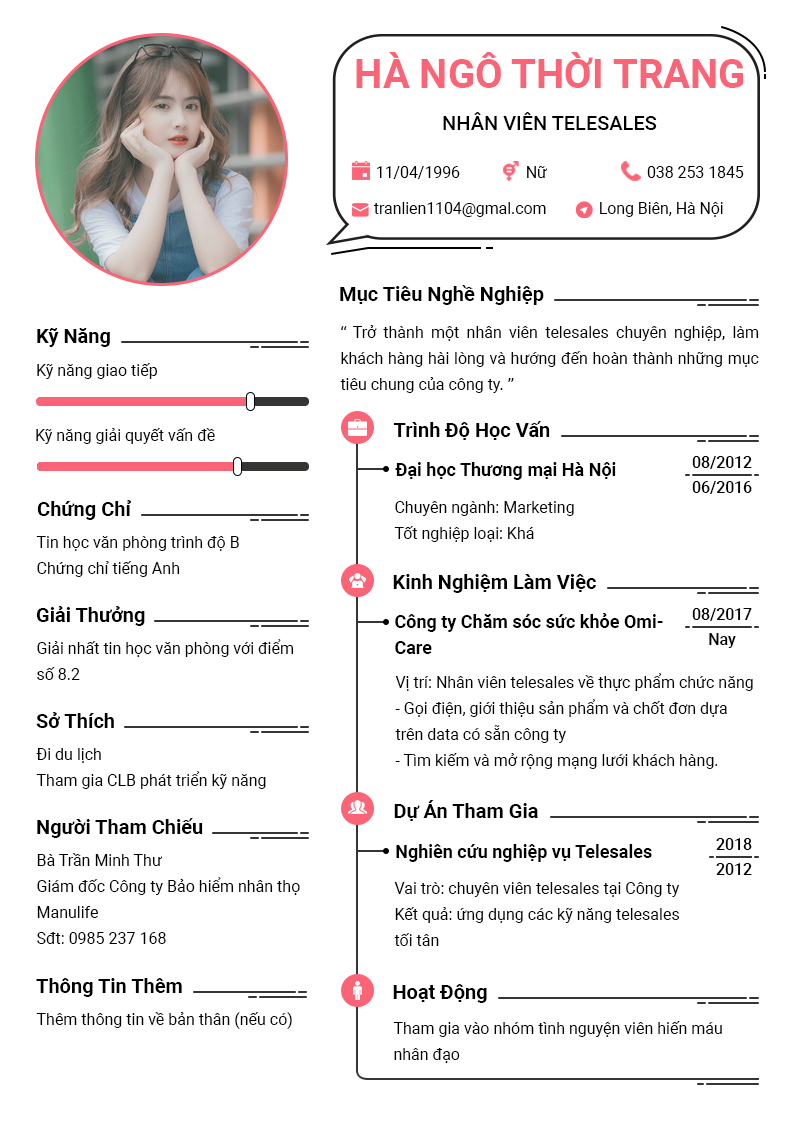 HÀ NGÔ THỜI TRANG
NHÂN VIÊN TELESALES
11/04/1996 Nữ 038 253 1845
tranlien1104@gmal.com Long Biên, Hà Nội
Kỹ Năng
Kỹ năng giao tiếp
Kỹ năng giải quyết vấn đề
Chứng Chỉ
Tin học văn phòng trình độ B
Chứng chỉ tiếng Anh
Giải Thưởng
Giải nhất tin học văn phòng với điểm
số 8.2
Sở Thích
Đi du lịch
Tham gia CLB phát triển kỹ năng
Người Tham Chiếu
Bà Trần Minh Thư
Giám đốc Công ty Bảo hiểm nhân thọ
Manulife
Sđt: 0985 237 168
Thông Tin Thêm
Thêm thông tin về bản thân (nếu có)
Mục Tiêu Nghề Nghiệp
“ Trở thành một nhân viên telesales chuyên nghiệp, làm
khách hàng hài lòng và hướng đến hoàn thành những mục
tiêu chung của công ty. ”
Trình Độ Học Vấn
Đại học Thương mại Hà Nội
08/2012
06/2016
Chuyên ngành: Marketing
Tốt nghiệp loại: Khá
Kinh Nghiệm Làm Việc
Công ty Chăm sóc sức khỏe Omi-
Care
08/2017
Nay
Vị trí: Nhân viên telesales về thực phẩm chức năng
- Gọi điện, giới thiệu sản phẩm và chốt đơn dựa
trên data có sẵn công ty
- Tìm kiếm và mở rộng mạng lưới khách hàng.
Dự Án Tham Gia
Nghiên cứu nghiệp vụ Telesales
2018
2012
Vai trò: chuyên viên telesales tại Công ty
Kết quả: ứng dụng các kỹ năng telesales
tối tân
Hoạt Động
Tham gia vào nhóm tình nguyện viên hiến máu
nhân đạo